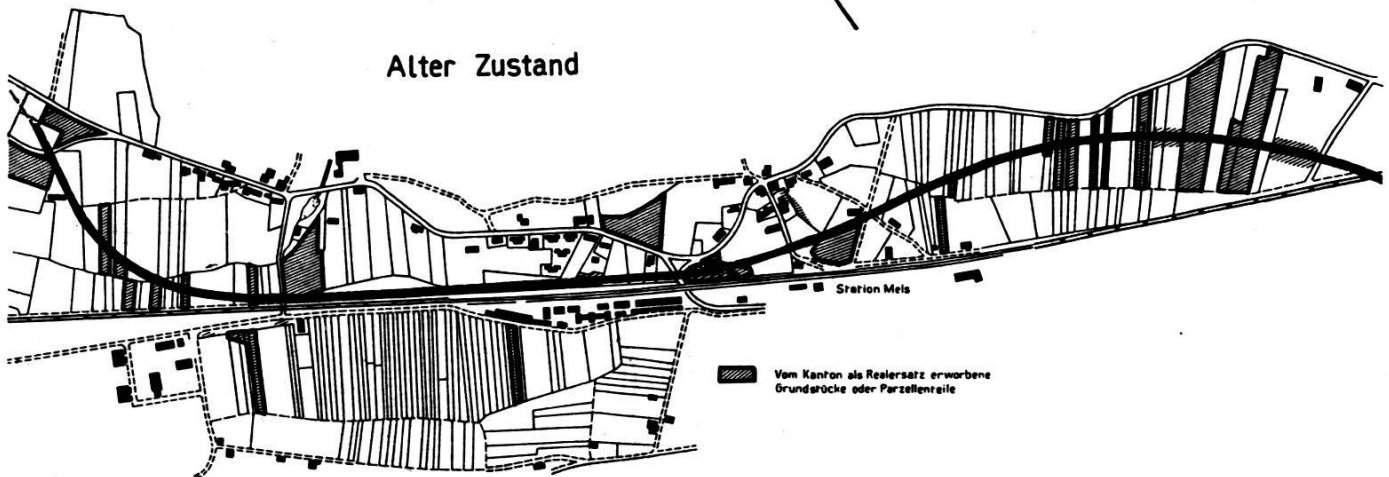 Alter Zustand
Station Mels
Vom Kanton als Realersatz erworbene
Grundstücke oder Parzellenteile